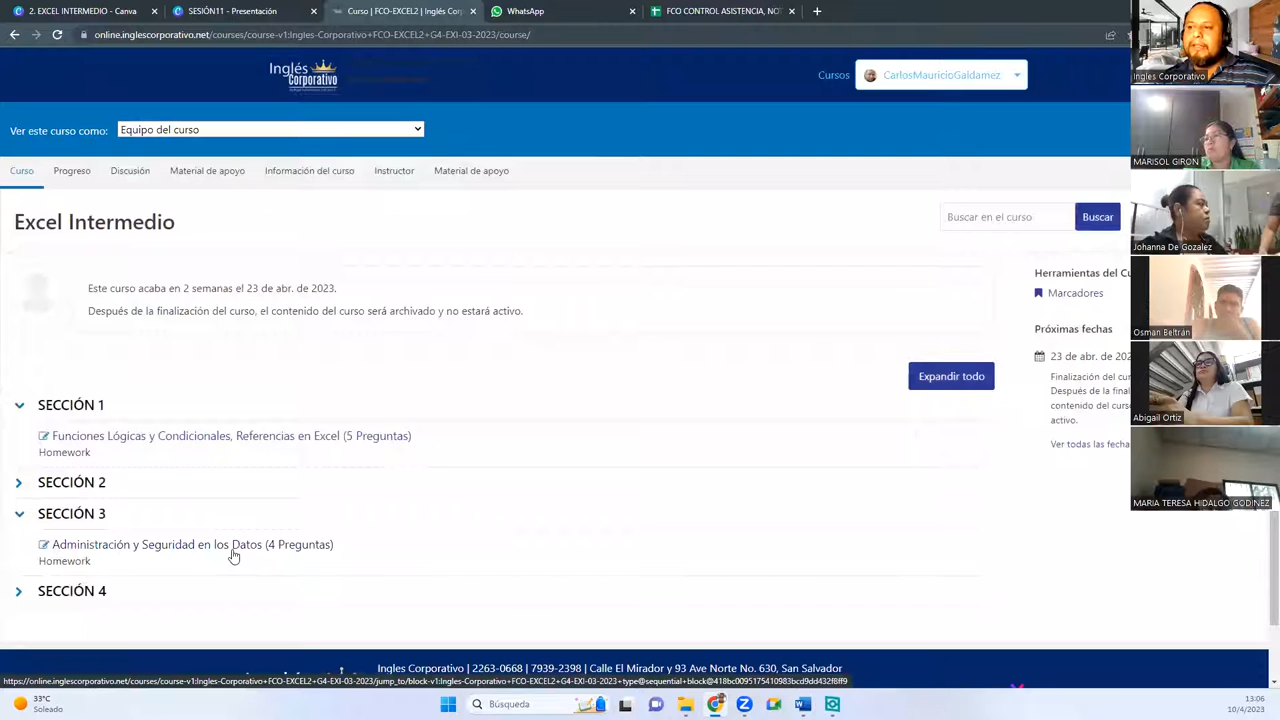 2. EDICEL INTERMEDIO - Canva
SESIÓN11 - Presentación
Curso | FCO-EXCEL2 | Inglés Cor
WhatsApp
FCO CONTROL ASISTENCIA, NOT
online.inglescorporativo.net/courses/course-v1:Ingles-Corporativo+FCO-EXCEL2+G4-EXI-03-2023/course/
Inglés
corporativo
Cursos
CarlosMauricioGaldamez
Ver este curso como:
Equipo del curso
Curso
Progreso
Discusión
Material de apoyo
Información del curso
Instructor
Material de apoyo
Excel Intermedio
Buscar en el curso
Buscar
Este curso acaba en 2 semanas el 23 de abr. de 2023.
Después de la finalización del curso, el contenido del curso será archivado y no estará activo.
Herramientas del Cu
Marcadores
Próximas fechas
23 de abr. de 202
Finalización del cur
Después de la final
contenido del curso
activo.
Ver todas las fecha
Expandir todo
SECCIÓN 1
Funciones Lógicas y Condicionales, Referencias en Excel (5 Preguntas)
Homework
SECCIÓN 2
SECCIÓN 3
Administración y Seguridad en los Datos (4 Preguntas)
Homework
SECCIÓN 4
Ingles Corporativo | 2263-0668 | 7939-2398 | Calle El Mirador y 93 Ave Norte No. 630, San Salvador
Ingles Corporativo
MARISOL GIRON
Johanna De Gozalez
Osman Beltrán
Abigail Ortiz
MARIA TERESA HIDALGO GODINEZ
33°C
Soleado
Búsqueda
13:06
10/4/2023